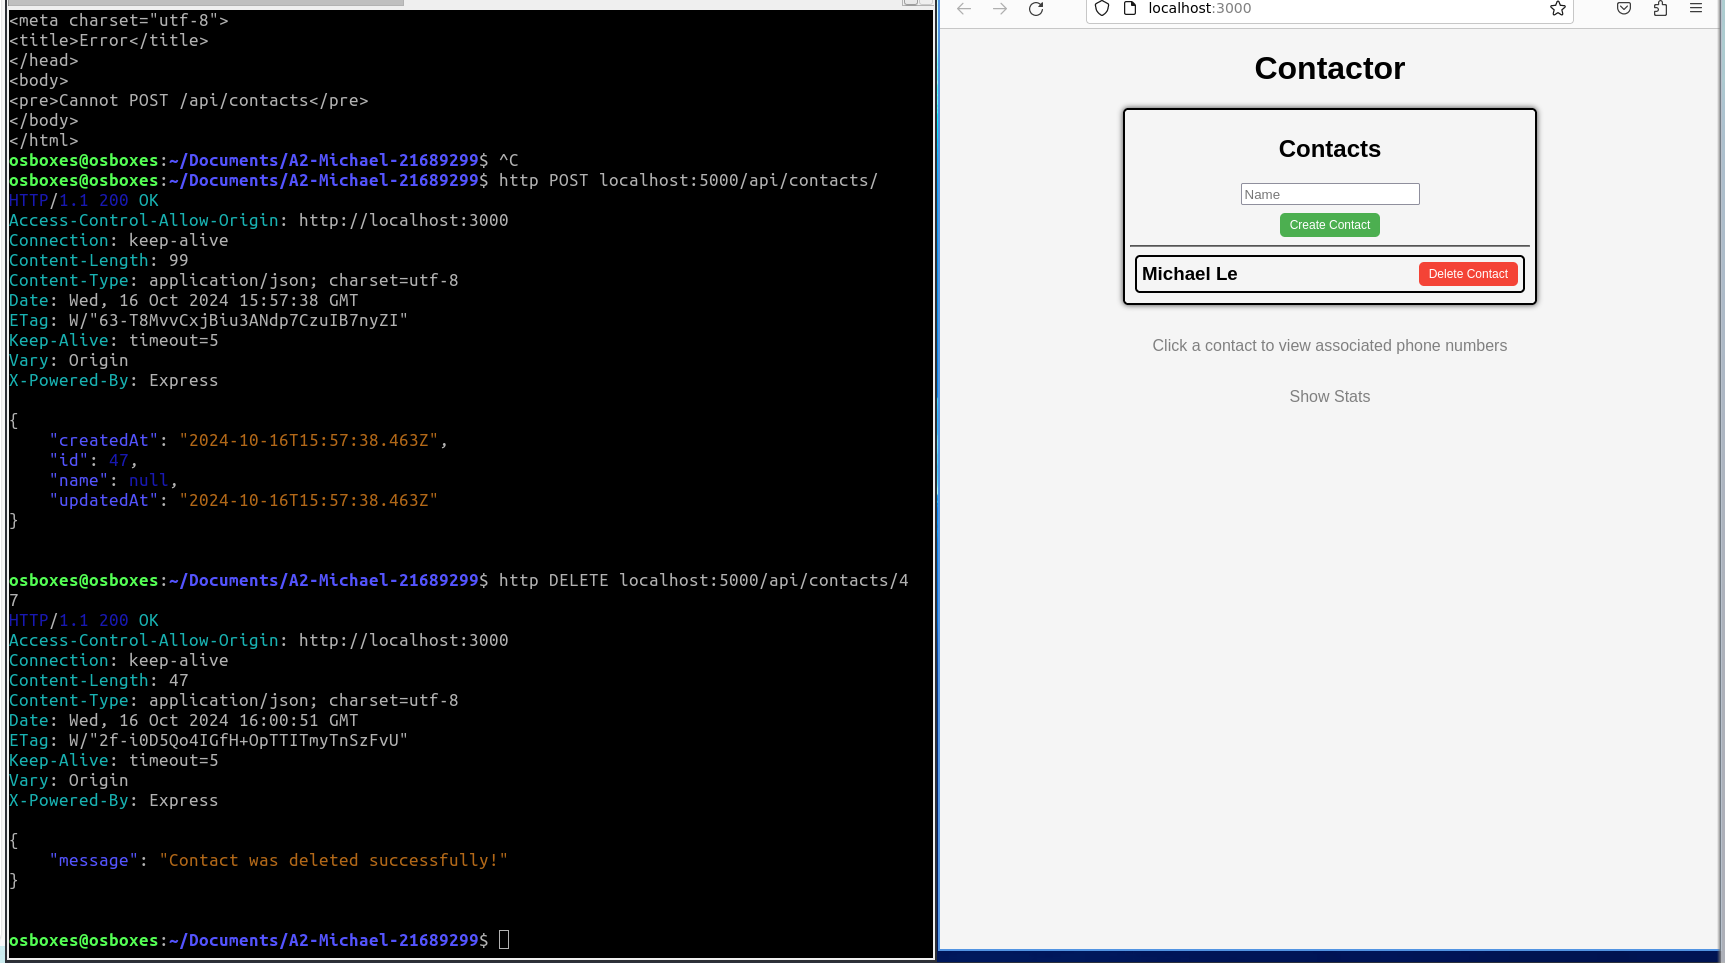 <meta charset="utf-8">
<title>Error</title>
</head>
<body>
<pre>Cannot POST /api/contacts</pre>
</body>
</html>
osboxes@osboxes:~/Documents/A2-Michael-21689299$ ^C
osboxes@osboxes:~/Documents/A2-Michael-21689299$ http POST localhost:5000/api/contacts/
HTTP/1.1 200 OK
Access-Control-Allow-Origin: http://localhost:3000
Connection: keep-alive
Content-Length: 99
Content-Type: application/json; charset=utf-8
Date: Wed, 16 Oct 2024 15:57:38 GMT
ETag: W/"63-T8MvvCxjBiu3ANdp7CzuIB7nyZI"
Keep-Alive: timeout=5
Vary: Origin
X-Powered-By: Express
{
    "createdAt": "2024-10-16T15:57:38.463Z",
    "id": 47,
    "name": null,
    "updatedAt": "2024-10-16T15:57:38.463Z"
}
osboxes@osboxes:~/Documents/A2-Michael-21689299$ http DELETE localhost:5000/api/contacts/4
7
HTTP/1.1 200 OK
Access-Control-Allow-Origin: http://localhost:3000
Connection: keep-alive
Content-Length: 47
Content-Type: application/json; charset=utf-8
Date: Wed, 16 Oct 2024 16:00:51 GMT
ETag: W/"2f-i0D5Qo4IGfH+OpTTITmyTnSzFvU"
Keep-Alive: timeout=5
Vary: Origin
X-Powered-By: Express
{
    "message": "Contact was deleted successfully!"
}
osboxes@osboxes:~/Documents/A2-Michael-21689299$
localhost:3000
Contactor
Contacts
Name
Create Contact
Michael Le
Delete Contact
Click a contact to view associated phone numbers
Show Stats